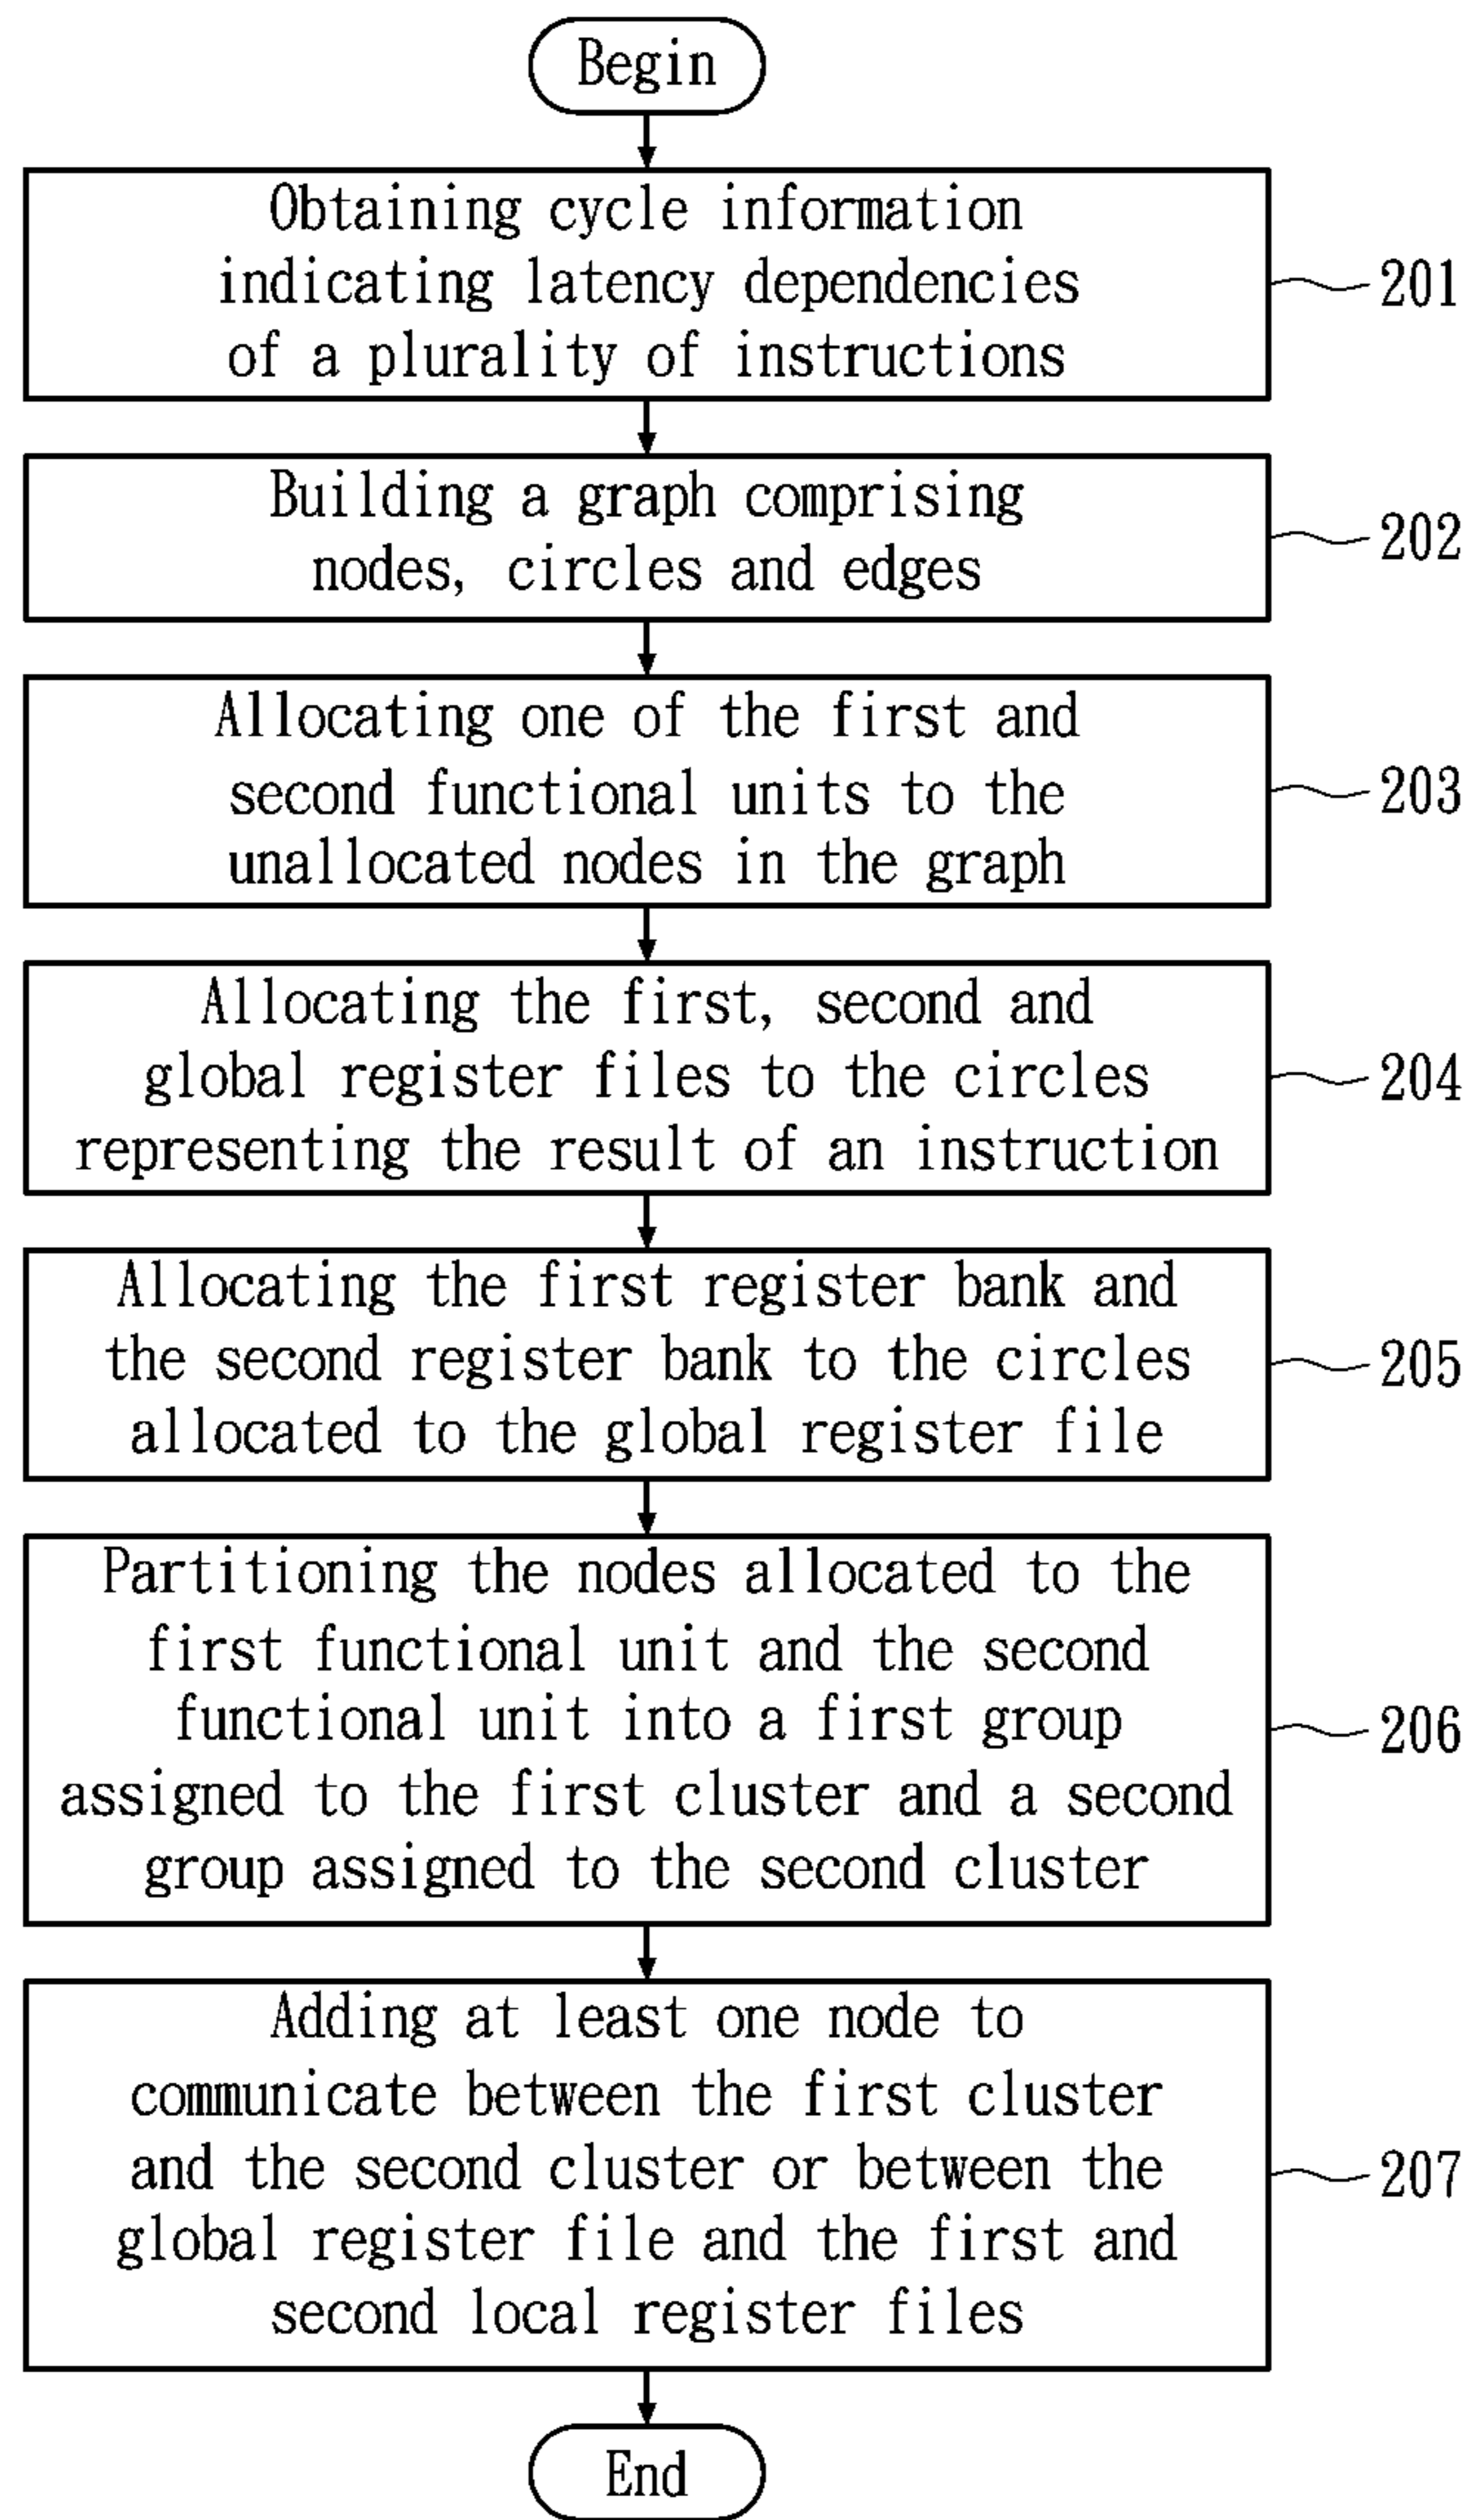 Begin
Obtaining cycle information
indicating latency dependencies
of a plurality of instructions
201
Building a graph comprising
nodes, circles and edges
202
Allocating one of the first and
second functional units to the
unallocated nodes in the graph
203
Allocating the first, second and
global register files to the circles
representing the result of an instruction
204
Allocating the first register bank and
the second register bank to the circles
allocated to the global register file
205
Partitioning the nodes allocated to the
first functional unit and the second
functional unit into a first group
assigned to the first cluster and a second
group assigned to the second cluster
206
Adding at least one node to
communicate between the first cluster
and the second cluster or between the
global register file and the first and
second local register files
207
End